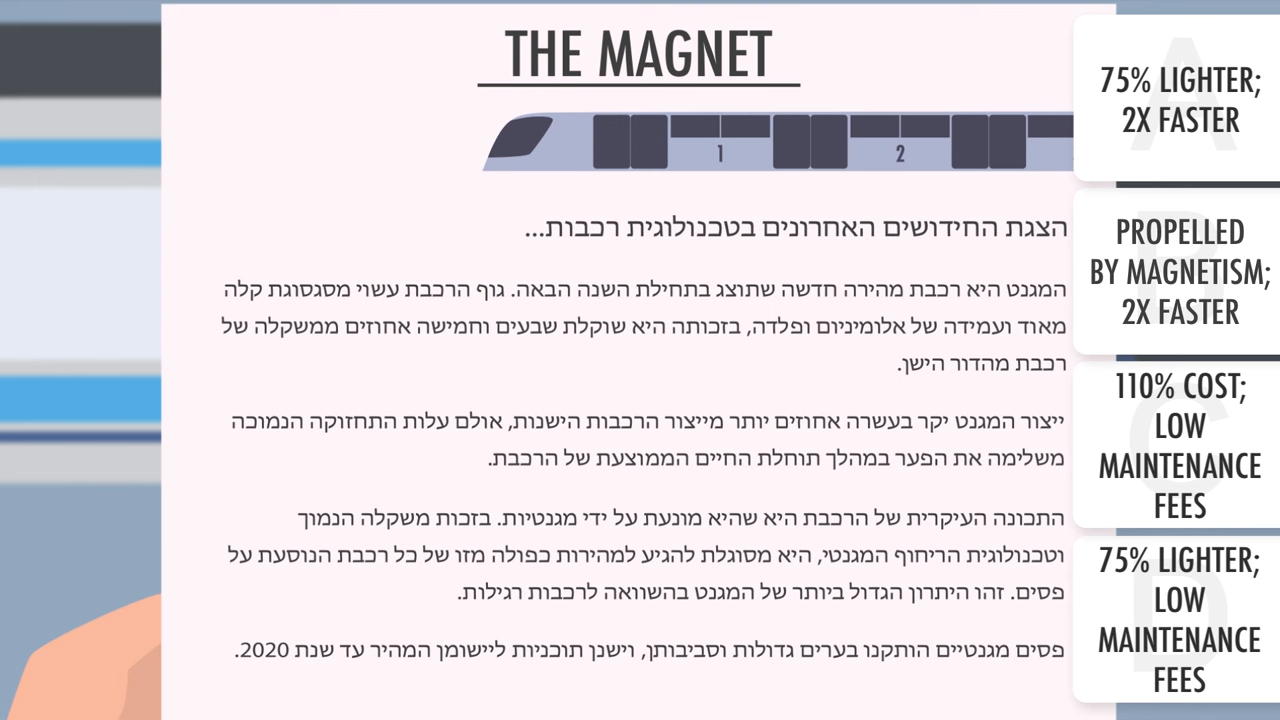 THE MAGNET
1
2
הצגת החידושים האחרונים בטכנולוגית רכבות...
המגנט היא רכבת מהירה חדשה שתוצג בתחילת השנה הבאה. גוף הרכבת עשוי מסגסוגת קלה
מאוד ועמידה של אלומיניום ופלדה, בזכותה היא שוקלת שבעים וחמישה אחוזים ממשקלה של
רכבת מהדור הישן.
ייצור המגנט יקר בעשרה אחוזים יותר מייצור הרכבות הישנות, אולם עלות התחזוקה הנמוכה
משלימה את הפער במהלך תוחלת החיים הממוצעת של הרכבת.
התכונה העיקרית של הרכבת היא שהיא מונעת על ידי מגנטיות. בזכות משקלה הנמוך
וטכנולוגית הריחוף המגנטי, היא מסוגלת להגיע למהירות כפולה מזו של כל רכבת הנוסעת על
פסים. זהו היתרון הגדול ביותר של המגנט בהשוואה לרכבות רגילות.
פסים מגנטיים הותקנו בערים גדולות וסביבותן, וישנן תוכניות ליישומן המהיר עד שנת 2020.
A
75% LIGHTER;
2X FASTER
B
PROPELLED
BY MAGNETISM;
2X FASTER
C
110% COST;
LOW
MAINTENANCE
FEES
D
75% LIGHTER;
LOW
MAINTENANCE
FEES